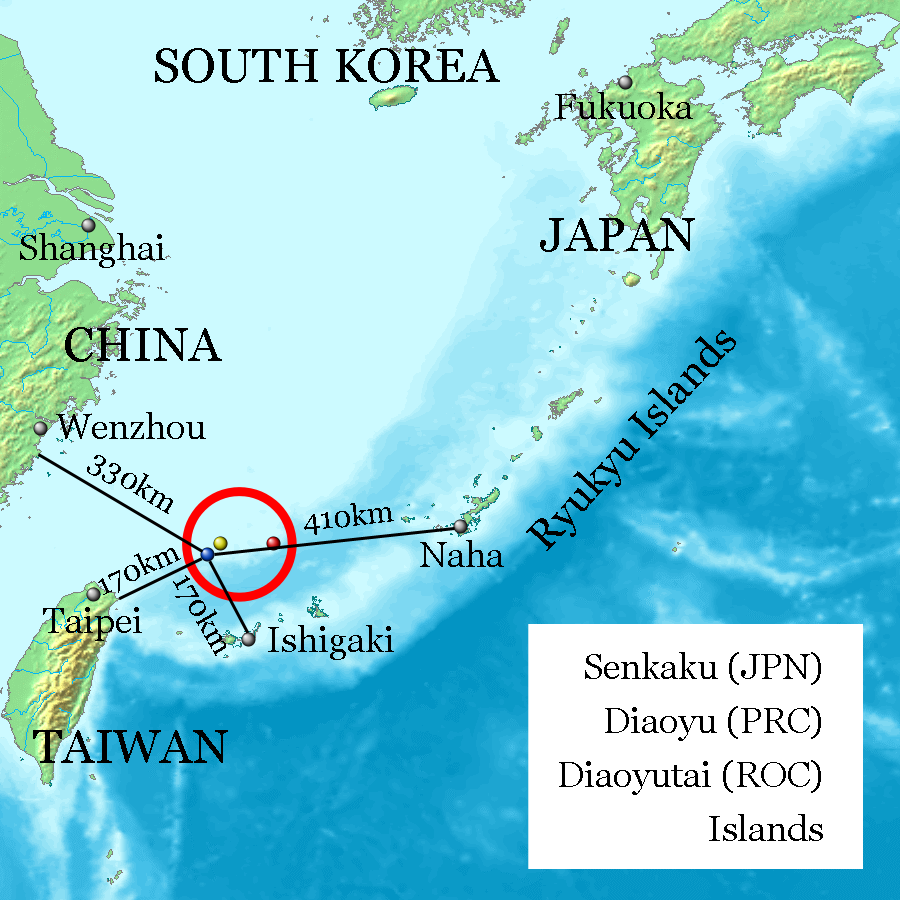 SOUTH KOREA
Fukuoka
JAPAN
Shanghai
CHINA
Ryukyu Islands
Wenzhou
330km
410km
Naha
170km
170km
Taipei
Ishigaki
TAIWAN
Senkaku (JPN)
Diaoyu (PRC)
Diaoyutai (ROC)
Islands